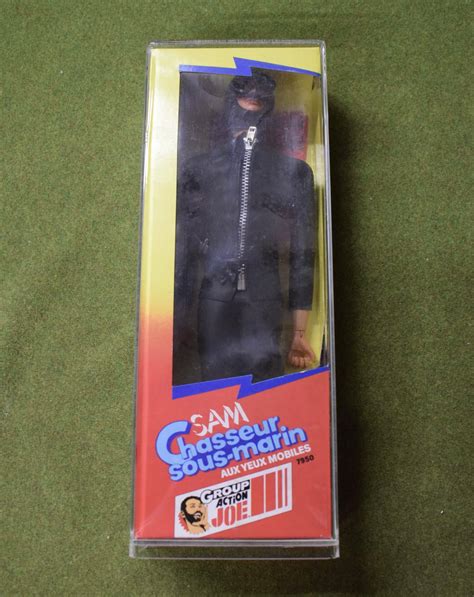 SAM
Chasseur
sous-marin
AUX YEUX MOBILES
7950
GROUP
ACTION
JOE